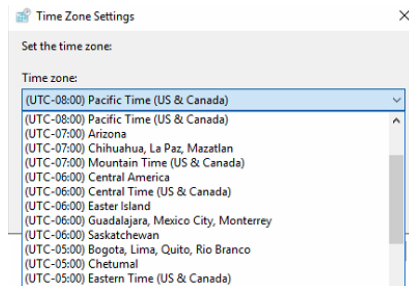 Time Zone Settings
Set the time zone:
Time zone:
(UTC-08:00) Pacific Time (US & Canada)
(UTC-08:00) Pacific Time (US & Canada)
(UTC-07:00) Arizona
(UTC-07:00) Chihuahua, La Paz, Mazatlan
(UTC-07:00) Mountain Time (US & Canada)
(UTC-06:00) Central America
(UTC-06:00) Central Time (US & Canada)
(UTC-06:00) Easter Island
(UTC-06:00) Guadalajara, Mexico City, Monterrey
(UTC-06:00) Saskatchewan
(UTC-05:00) Bogota, Lima, Quito, Rio Branco
(UTC-05:00) Chetumal
(UTC-05:00) Eastern Time (US & Canada)